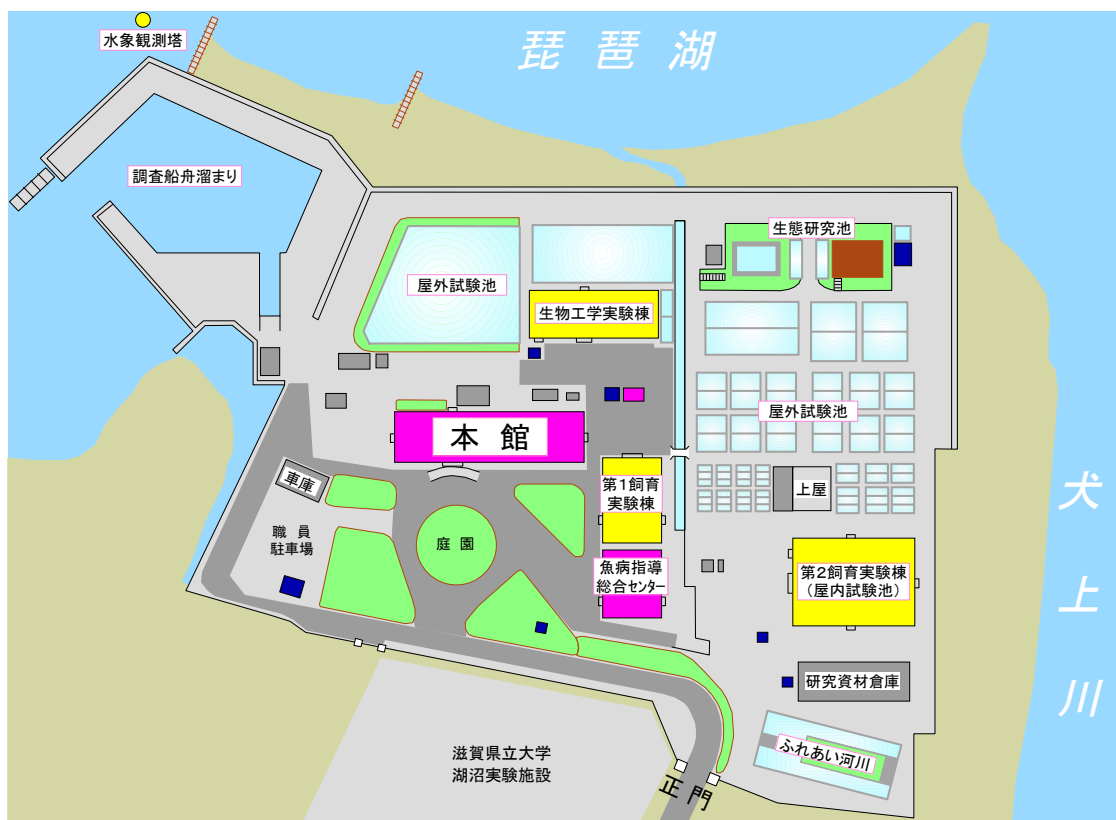 水象観測塔
琵琶湖
調査船舟溜まり
生態研究池
屋外試験池
生物工学実験棟
屋外試験池
本館
第1飼育
実験棟
車庫
上屋
犬上川
職員
駐車場
庭園
魚病指導
総合センター
第2飼育実験棟
(屋内試験池)
研究資材倉庫
ふれあい河川
滋賀県立大学
湖沼実験施設
正門